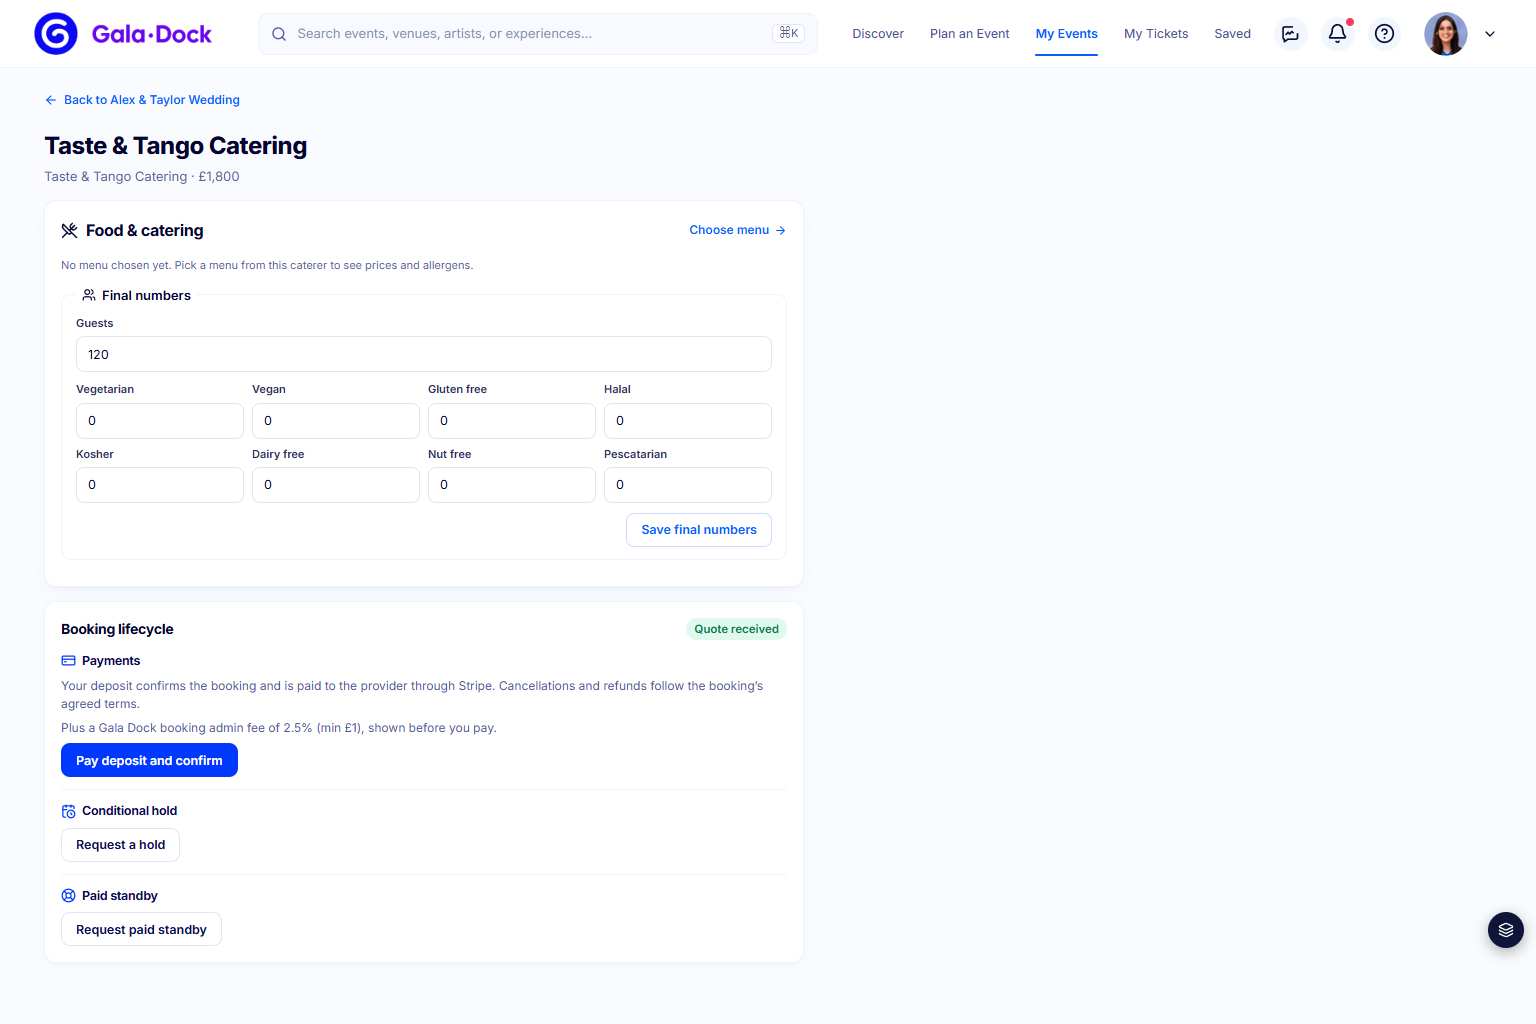 Gala·Dock
Search events, venues, artists, or experiences...
⌘K
Discover
Plan an Event
My Events
My Tickets
Saved
Back to Alex & Taylor Wedding
Taste & Tango Catering
Taste & Tango Catering · £1,800
Food & catering
Choose menu
No menu chosen yet. Pick a menu from this caterer to see prices and allergens.
Final numbers
Guests
120
Vegetarian
Vegan
Gluten free
Halal
0
0
0
0
Kosher
Dairy free
Nut free
Pescatarian
0
0
0
0
Save final numbers
Booking lifecycle
Quote received
Payments
Your deposit confirms the booking and is paid to the provider through Stripe. Cancellations and refunds follow the booking's
agreed terms.
Plus a Gala Dock booking admin fee of 2.5% (min £1), shown before you pay.
Pay deposit and confirm
Conditional hold
Request a hold
Paid standby
Request paid standby